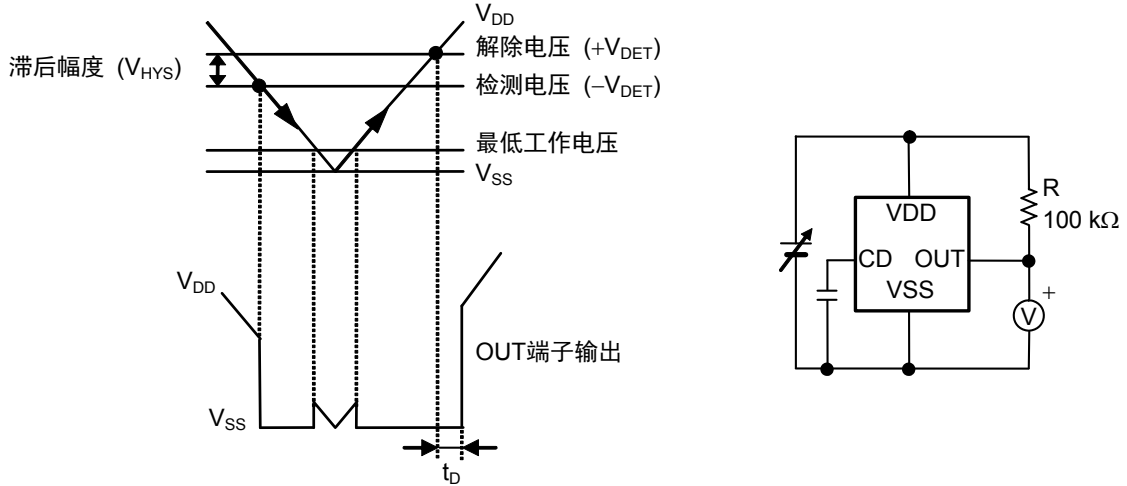 V_DD
解除电压 (+V_DET)
滞后幅度 (V_HYS)
检测电压 (−V_DET)
最低工作电压
V_SS
V_DD
OUT端子输出
V_SS
t_D
R
100 kΩ
VDD
CD OUT
VSS
V
+